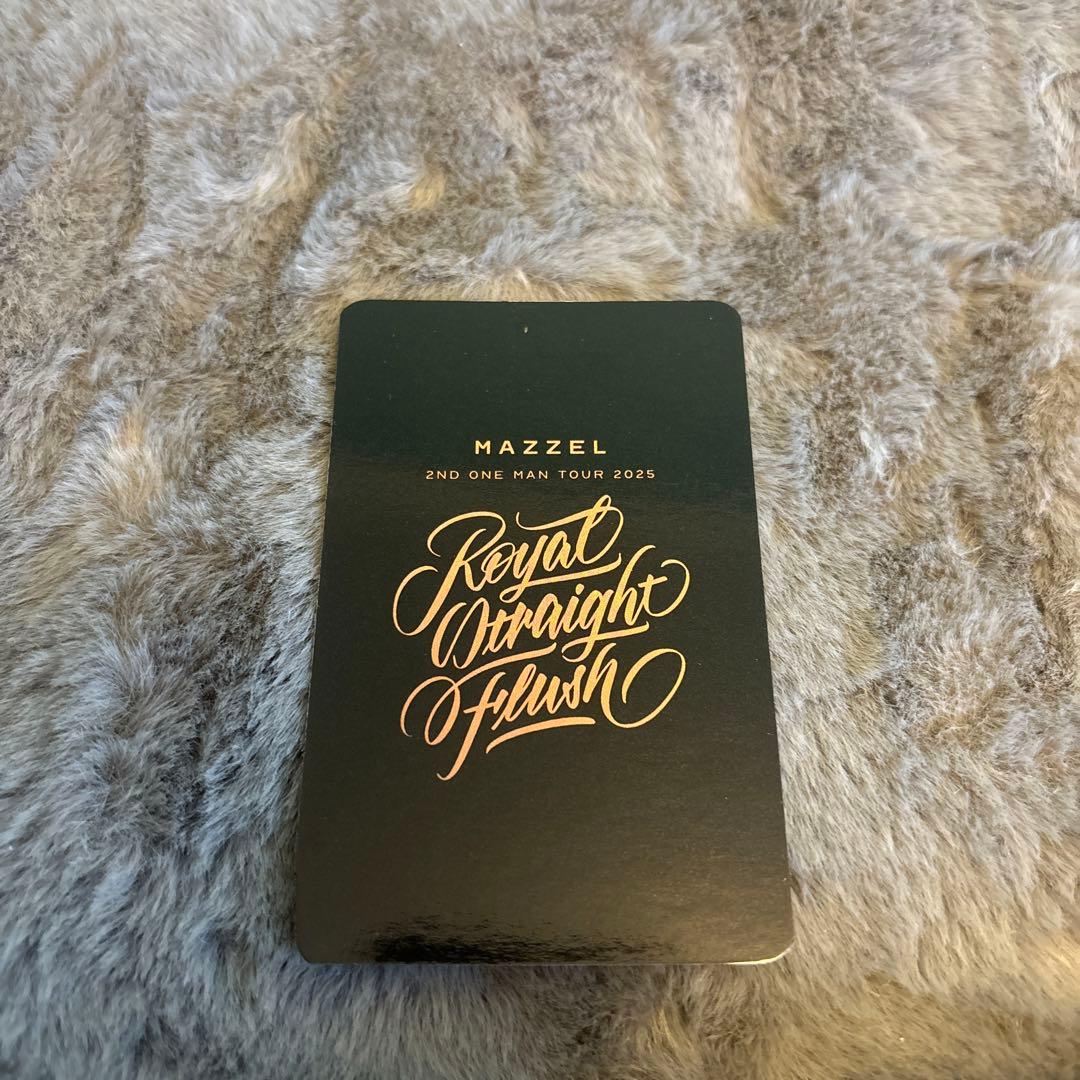 MAZZEL
2ND ONE MAN TOUR 2025
Royal
Straight
Flush